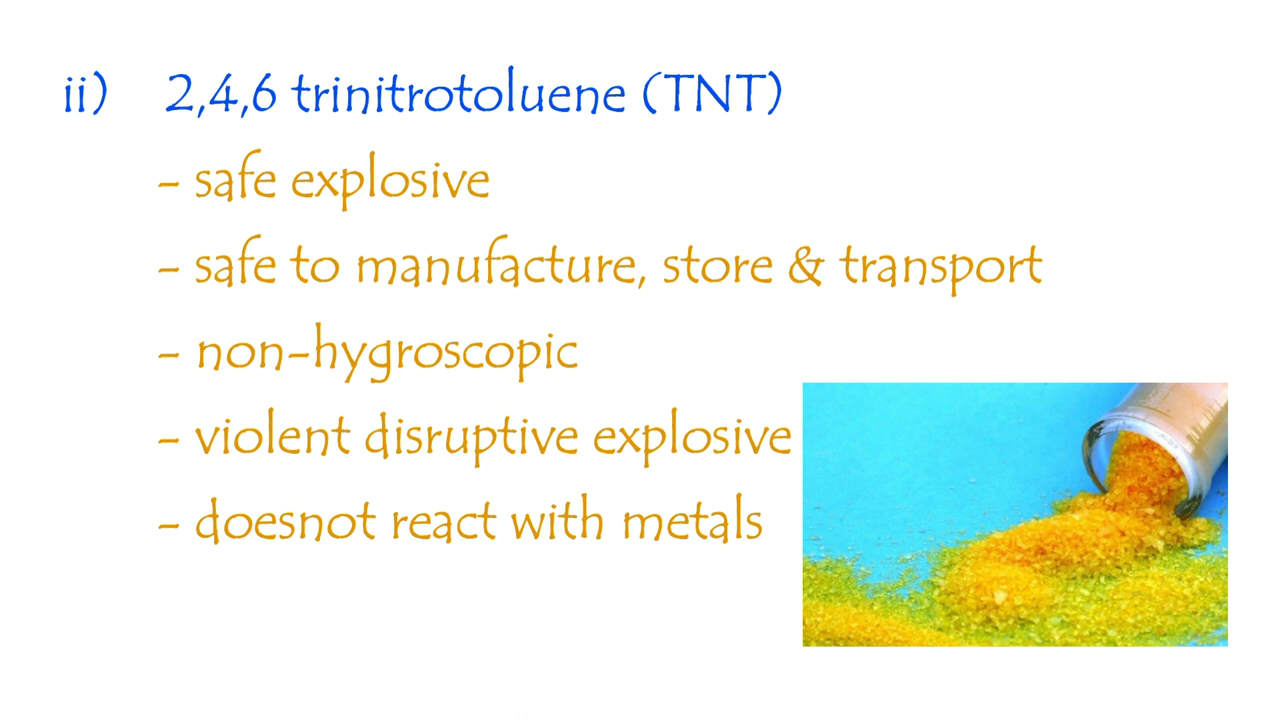 ii) 2,4,6 trinitrotoluene (TNT)
- safe explosive
- safe to manufacture, store & transport
- non-hygroscopic
- violent disruptive explosive
- doesnot react with metals